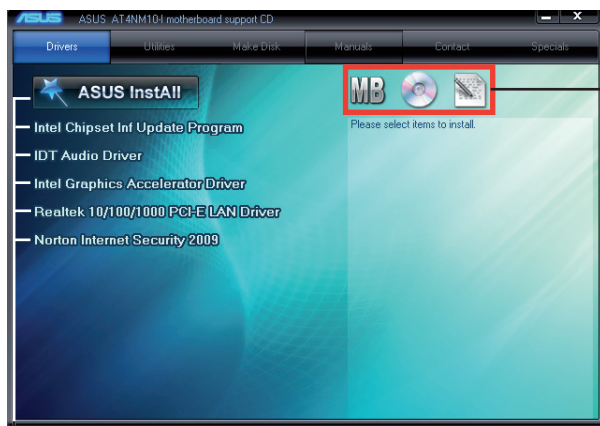 ASUS ASUS AT4NM10-I motherboard support CD
Drivers Utilities Make Disk Manuals Contact Specials
ASUS InstAll MB
Intel Chipset Inf Update Program Please select items to install.
IDT Audio Driver
Intel Graphics Accelerator Driver
Realtek 10/100/1000 PCI-E LAN Driver
Norton Internet Security 2009